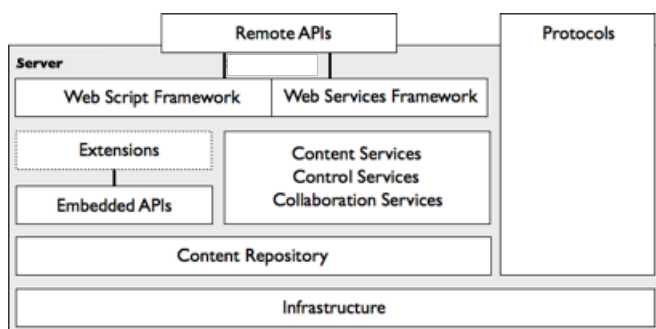 Remote APIs
Protocols
Server
Web Script Framework
Web Services Framework
Extensions
Content Services
Control Services
Collaboration Services
Embedded APIs
Content Repository
Infrastructure